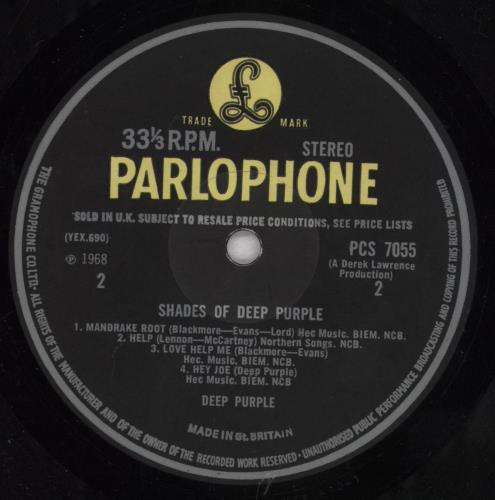 £
TRADE MARK
33⅓ R.P.M. STEREO
PARLOPHONE
SOLD IN U.K. SUBJECT TO RESALE PRICE CONDITIONS, SEE PRICE LISTS
(YEX.690) PCS 7055
℗ 1968 (A Derek Lawrence
Production)
2 2
SHADES OF DEEP PURPLE
1. MANDRAKE ROOT (Blackmore—Evans—Lord) Hec Music. BIEM. NCB.
2. HELP (Lennon—McCartney) Northern Songs. NCB.
3. LOVE HELP ME (Blackmore—Evans)
Hec. Music. BIEM. NCB.
4. HEY JOE (Deep Purple)
Hec Music. BIEM. NCB
DEEP PURPLE
MADE IN Gt. BRITAIN
THE GRAMOPHONE CO. LTD.· ALL RIGHTS OF THE MANUFACTURER AND OF THE OWNER OF THE RECORDED WORK RESERVED · UNAUTHORISED PUBLIC PERFORMANCE BROADCASTING AND COPYING OF THIS RECORD PROHIBITED